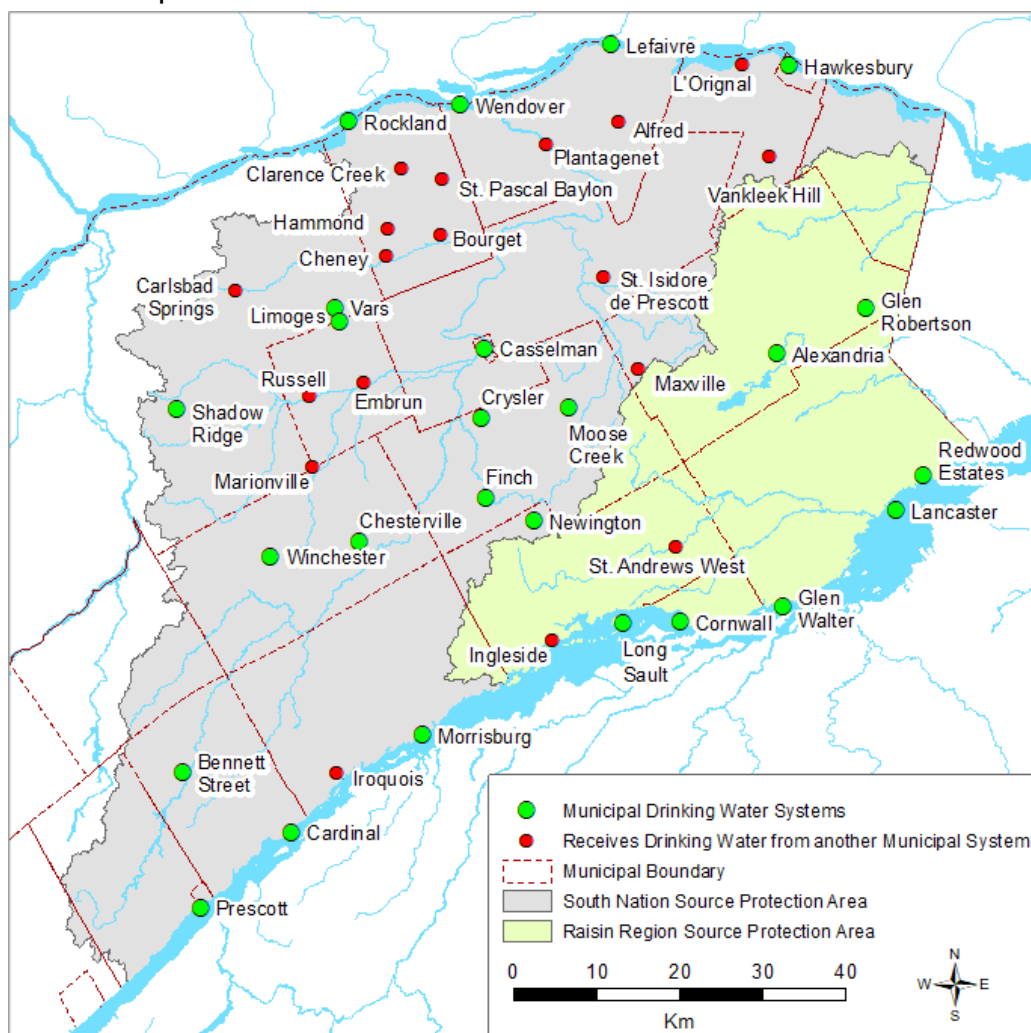 Lefaivre
L'Orignal
Hawkesbury
Wendover
Rockland
Alfred
Plantagenet
Clarence Creek
St. Pascal Baylon
Vankleek Hill
Hammond
Bourget
Cheney
Carlsbad
Springs
St. Isidore
de Prescott
Vars
Limoges
Glen
Robertson
Casselman
Alexandria
Russell
Embrun
Maxville
Shadow
Ridge
Crysler
Moose
Creek
Marionville
Redwood
Estates
Finch
Lancaster
Chesterville
Newington
Winchester
St. Andrews West
Glen
Walter
Cornwall
Long
Sault
Ingleside
Morrisburg
Bennett
Street
Iroquois
Cardinal
Prescott
Municipal Drinking Water Systems
Receives Drinking Water from another Municipal System
Municipal Boundary
South Nation Source Protection Area
Raisin Region Source Protection Area
0 10 20 30 40
Km
N
W E
S